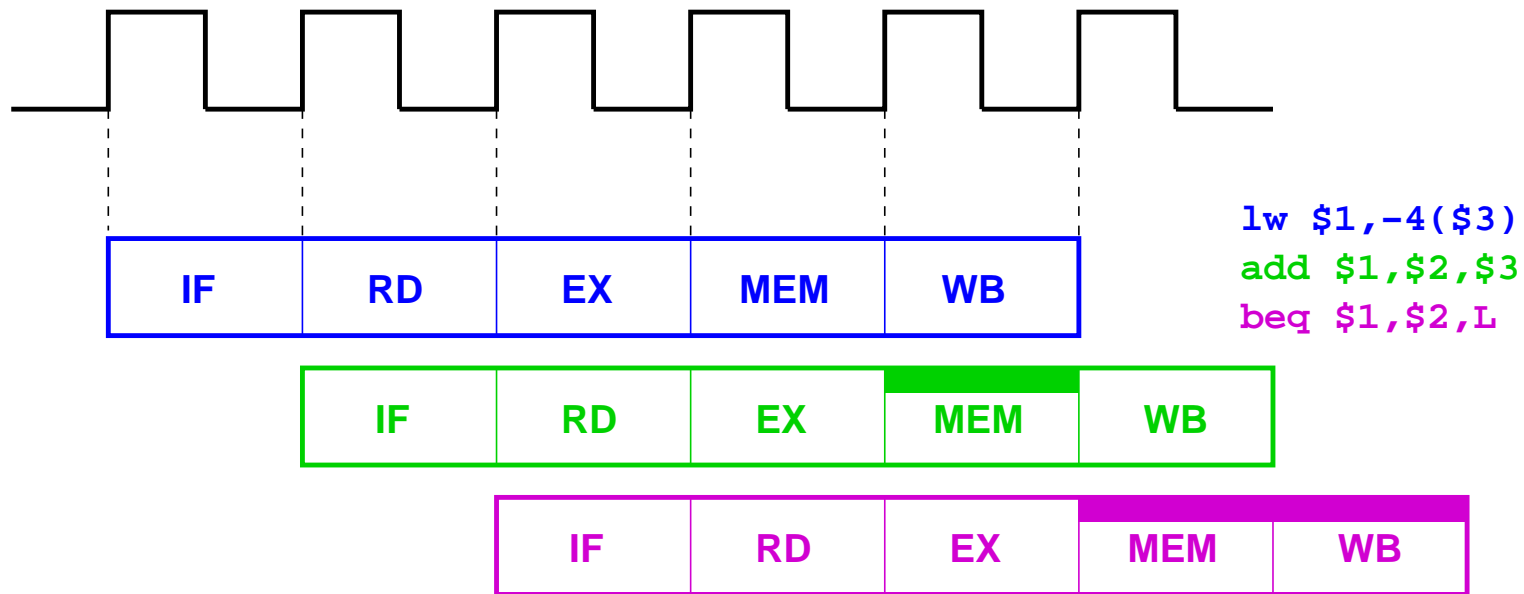 lw $1,−4($3)
add $1,$2,$3
beq $1,$2,L
IF RD EX MEM WB
IF RD EX MEM WB
IF RD EX MEM WB